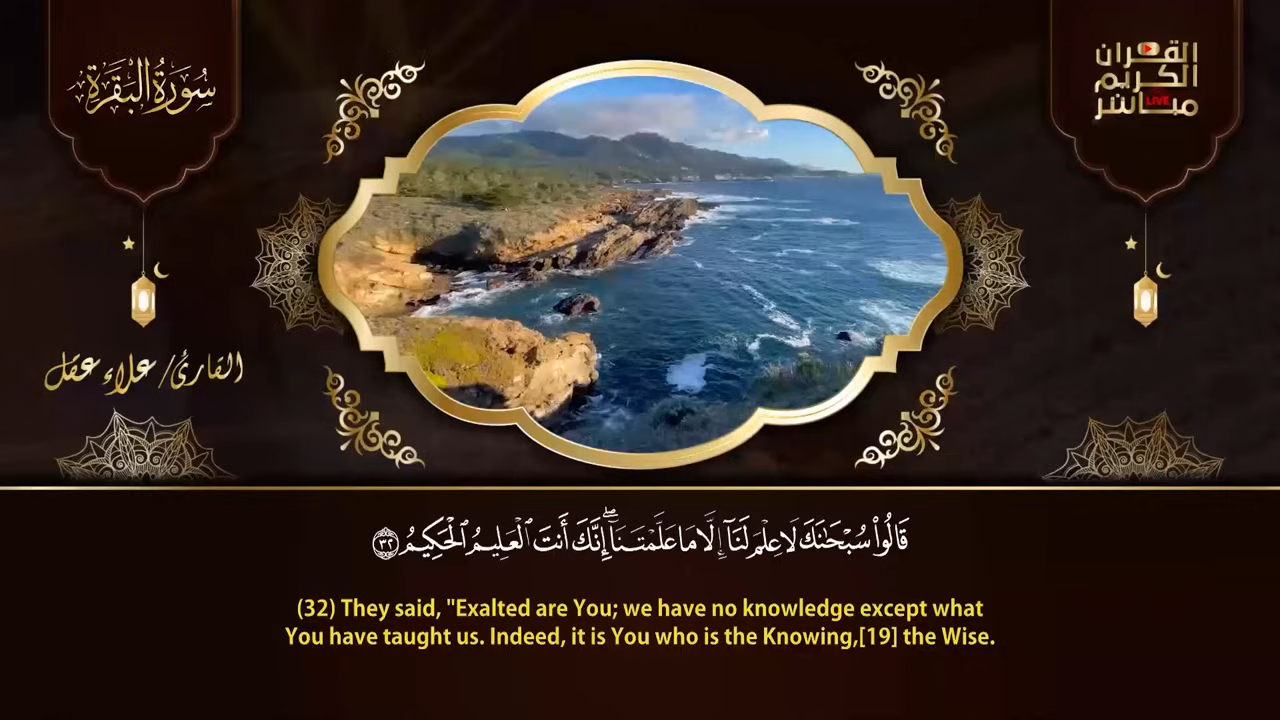 سُورَةُ البَقَرَةِ
القرآن
الكريم
مباشر
LIVE
القارئ/ علاء عقل
قَالُوا۟ سُبْحَـٰنَكَ لَا عِلْمَ لَنَآ إِلَّا مَا عَلَّمْتَنَآ ۖ إِنَّكَ أَنتَ ٱلْعَلِيمُ ٱلْحَكِيمُ ٣٢
(32) They said, "Exalted are You; we have no knowledge except what
You have taught us. Indeed, it is You who is the Knowing,[19] the Wise.